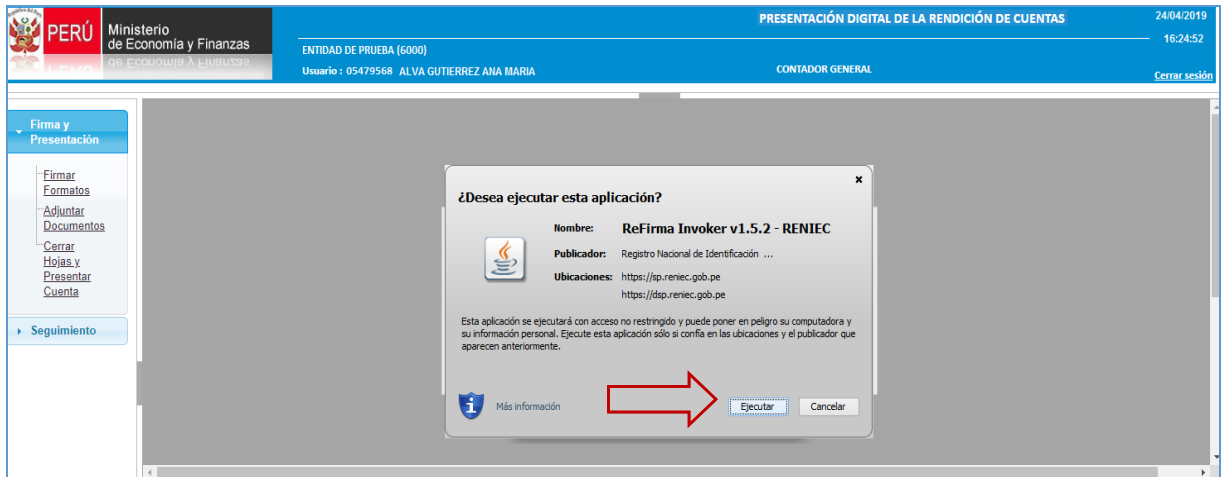 PERÚ
Ministerio
de Economía y Finanzas
PRESENTACIÓN DIGITAL DE LA RENDICIÓN DE CUENTAS
24/04/2019
16:24:52
ENTIDAD DE PRUEBA (6000)
Usuario : 05479568 ALVA GUTIERREZ ANA MARIA
CONTADOR GENERAL
Cerrar sesión
Firma y
Presentación
Firmar
Formatos
Adjuntar
Documentos
Cerrar
Hojas y
Presentar
Cuenta
Seguimiento
¿Desea ejecutar esta aplicación?
Nombre: ReFirma Invoker v1.5.2 - RENIEC
Publicador: Registro Nacional de Identificación ...
Ubicaciones: https://sp.reniec.gob.pe
https://dsp.reniec.gob.pe
Esta aplicación se ejecutará con acceso no restringido y puede poner en peligro su computadora y
su información personal. Ejecute esta aplicación sólo si confía en las ubicaciones y el publicador que
aparecen anteriormente.
Más información
Ejecutar
Cancelar